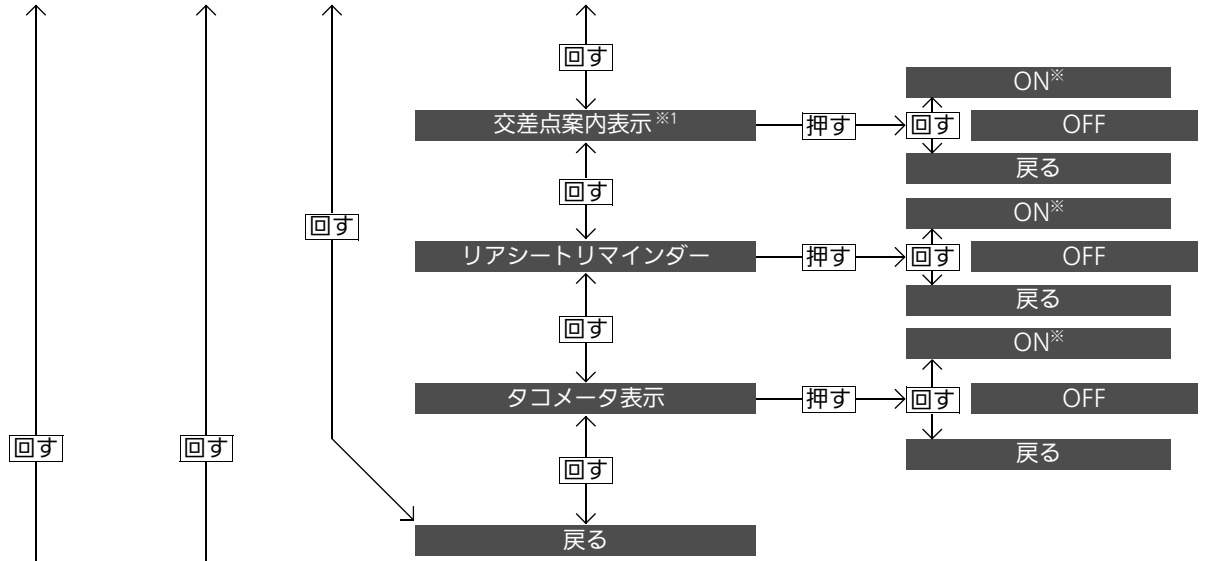 回す
ON※
交差点案内表示※1
押す
回す
OFF
戻る
回す
ON※
回す
リアシートリマインダー
押す
回す
OFF
戻る
回す
ON※
タコメータ表示
押す
回す
OFF
回す
回す
戻る
回す
戻る